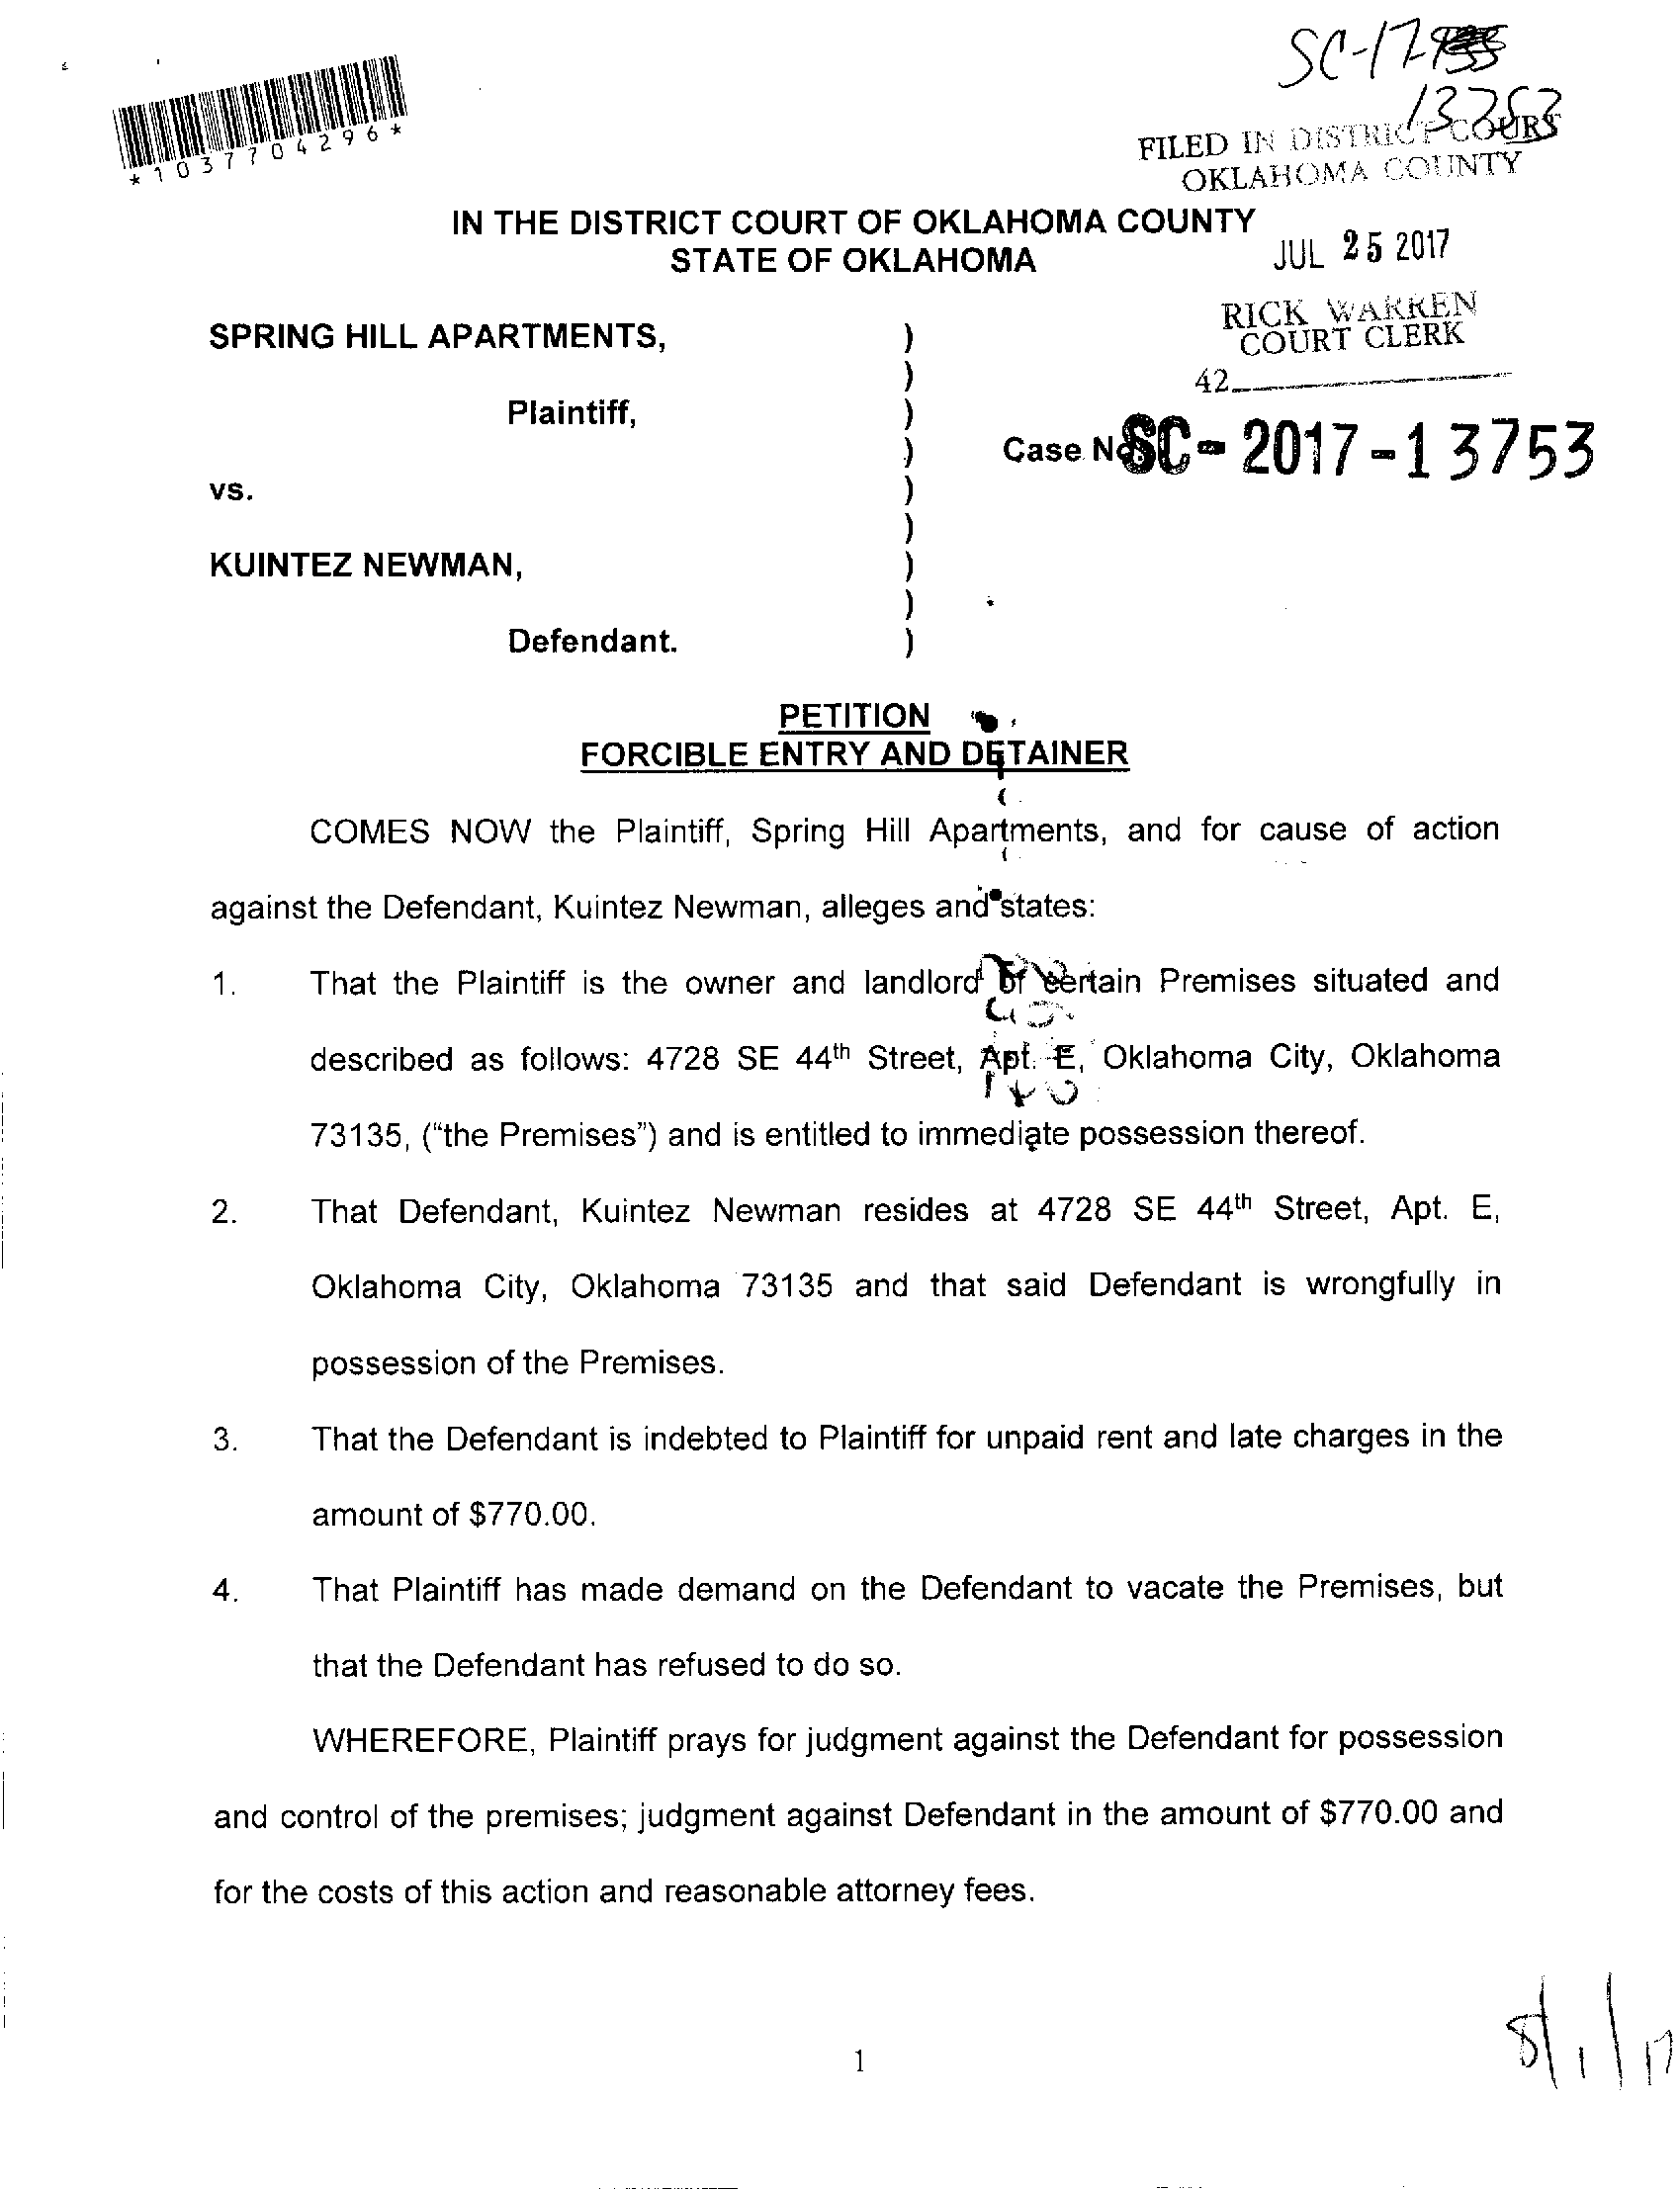 SC-17-
13753
*1037704296*
FILED IN DISTRICT COURT
OKLAHOMA COUNTY
IN THE DISTRICT COURT OF OKLAHOMA COUNTY
STATE OF OKLAHOMA
JUL 25 2017
RICK WARREN
COURT CLERK
42
SPRING HILL APARTMENTS, )
)
Plaintiff, )
) Case No. SC-2017-13753
vs. )
)
KUINTEZ NEWMAN, )
)
Defendant. )
PETITION
FORCIBLE ENTRY AND DETAINER
COMES NOW the Plaintiff, Spring Hill Apartments, and for cause of action
against the Defendant, Kuintez Newman, alleges and states:
1. That the Plaintiff is the owner and landlord of certain Premises situated and
described as follows: 4728 SE 44th Street, Apt. E, Oklahoma City, Oklahoma
73135, ("the Premises") and is entitled to immediate possession thereof.
2. That Defendant, Kuintez Newman resides at 4728 SE 44th Street, Apt. E,
Oklahoma City, Oklahoma 73135 and that said Defendant is wrongfully in
possession of the Premises.
3. That the Defendant is indebted to Plaintiff for unpaid rent and late charges in the
amount of $770.00.
4. That Plaintiff has made demand on the Defendant to vacate the Premises, but
that the Defendant has refused to do so.
WHEREFORE, Plaintiff prays for judgment against the Defendant for possession
and control of the premises; judgment against Defendant in the amount of $770.00 and
for the costs of this action and reasonable attorney fees.
8/1/17
1